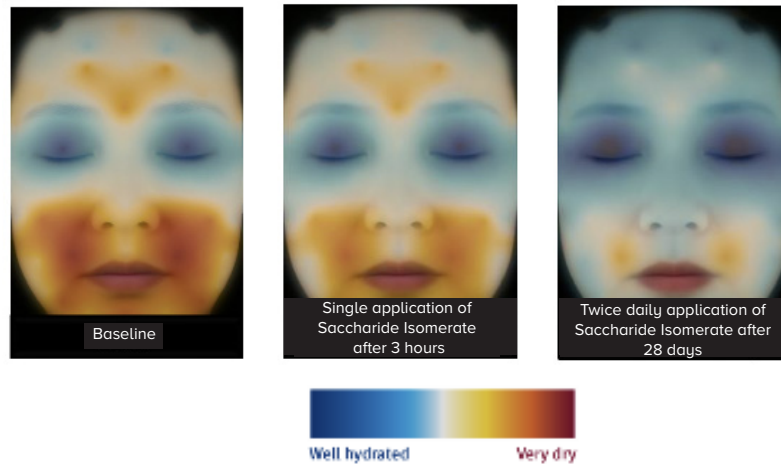 Baseline
Single application of
Saccharide Isomerate
after 3 hours
Twice daily application of
Saccharide Isomerate after
28 days
Well hydrated
Very dry